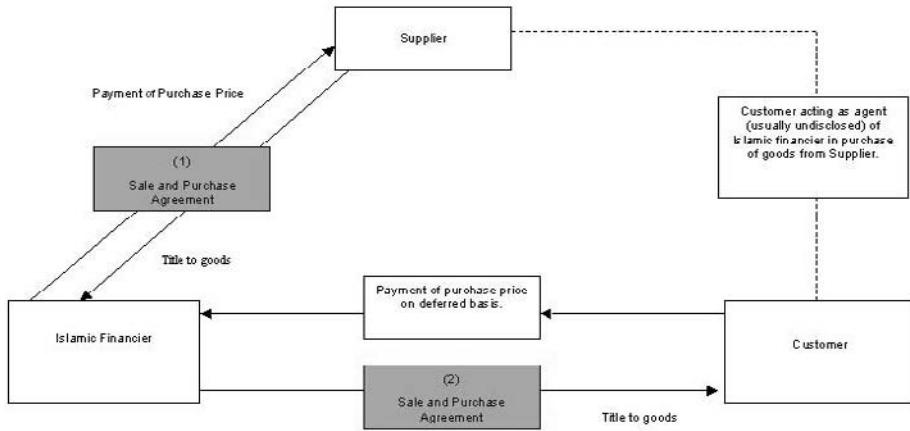 Supplier
Payment of Purchase Price
Customer acting as agent
(usually undisclosed) of
Islamic financier in purchase
of goods from Supplier.
(1)
Sale and Purchase
Agreement
Title to goods
Payment of purchase price
on deferred basis.
Islamic Financier
Customer
(2)
Sale and Purchase
Agreement
Title to goods